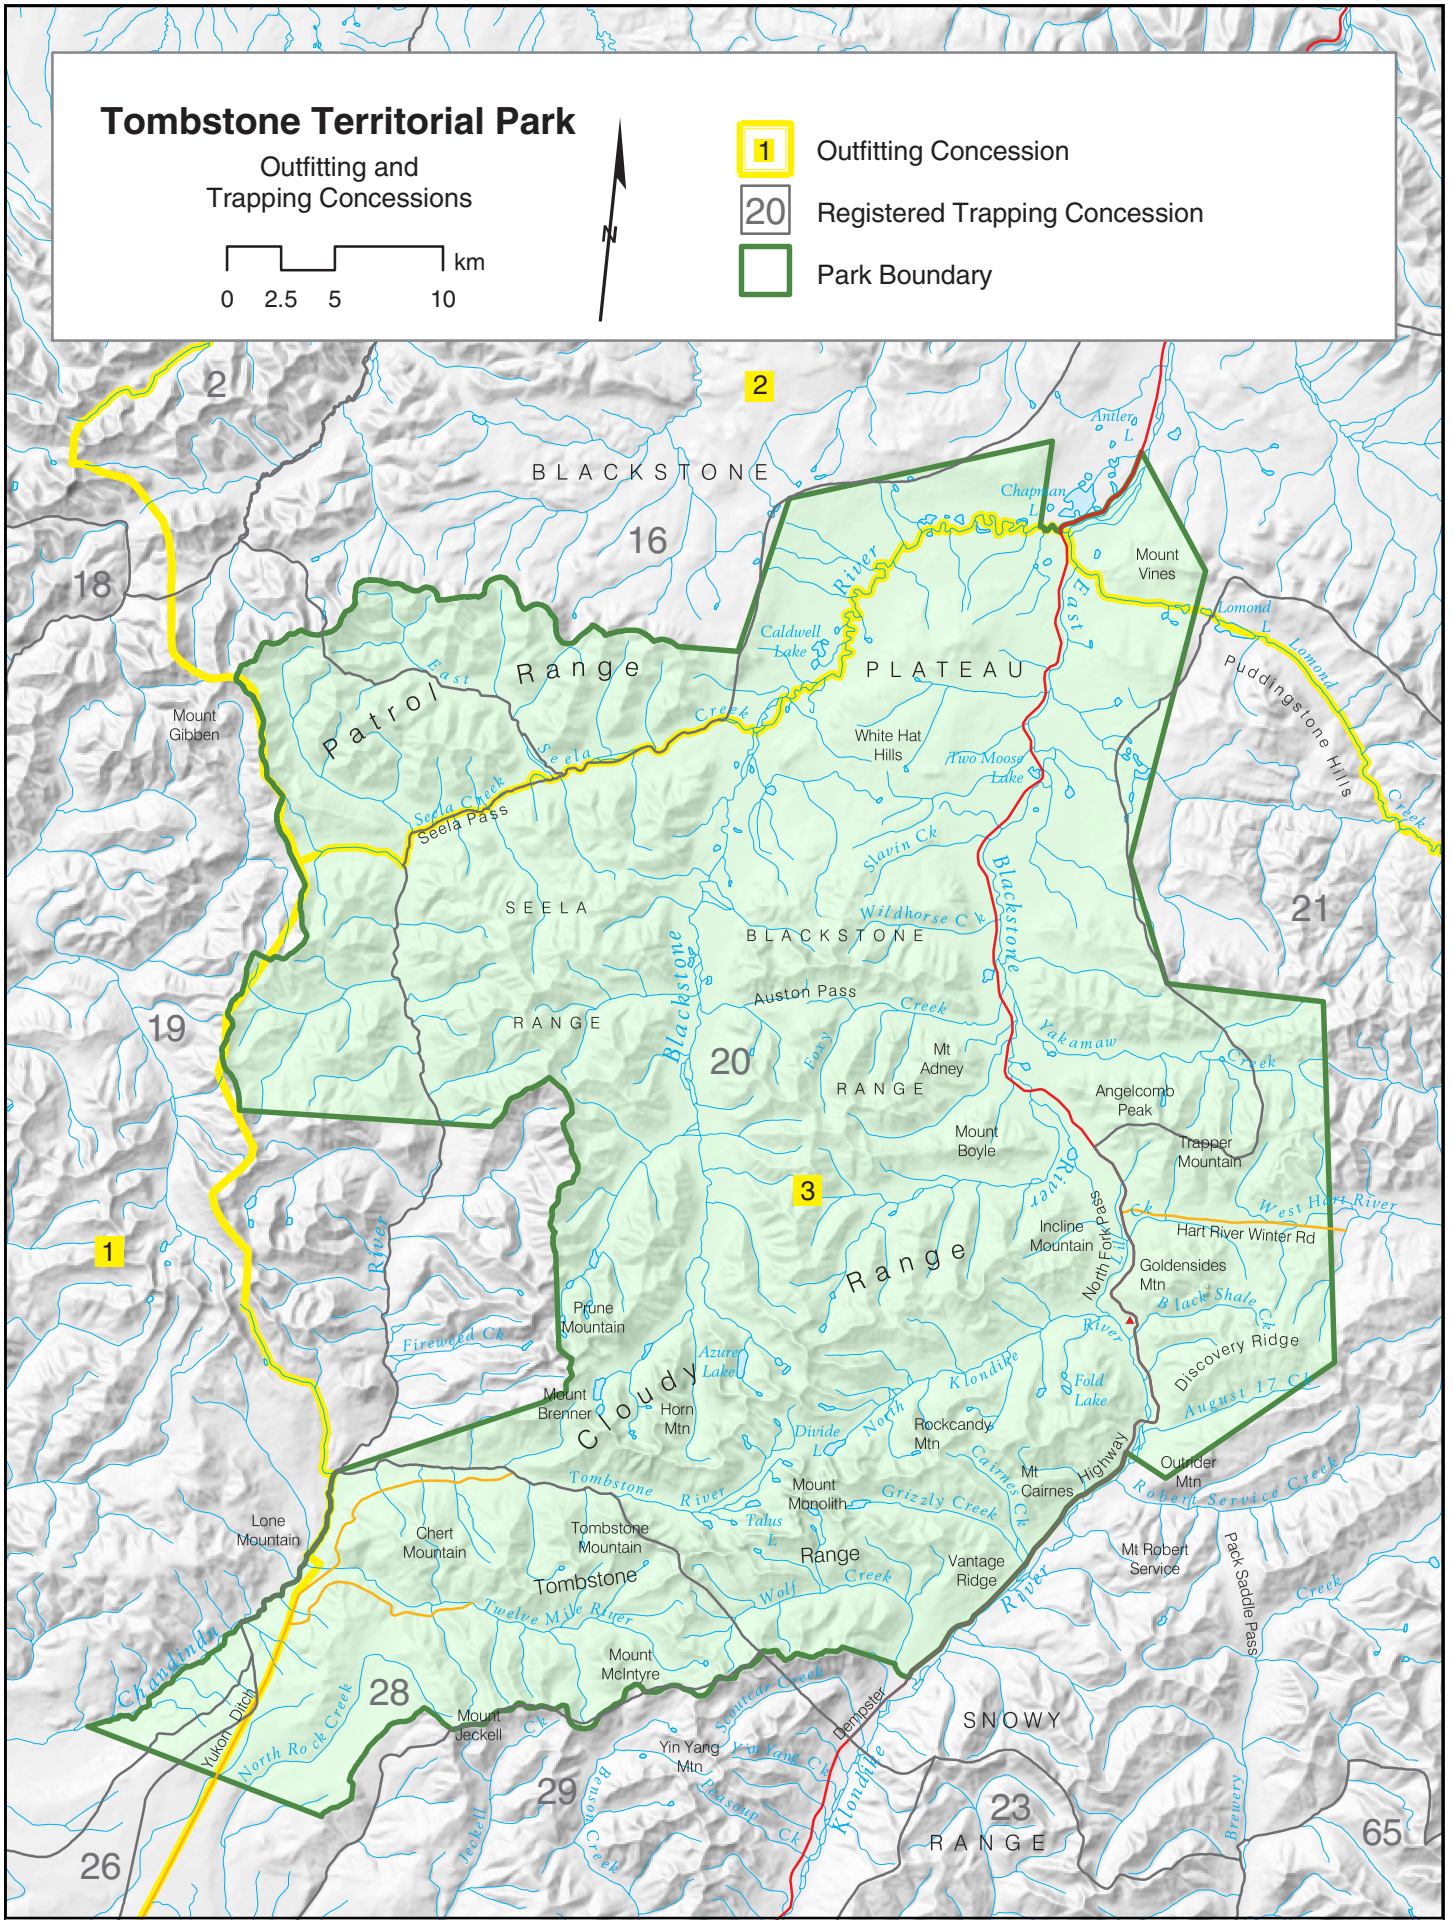 Tombstone Territorial Park
Outfitting and
Trapping Concessions
km
0 2.5 5 10
N
1 Outfitting Concession
20 Registered Trapping Concession
Park Boundary
2
2
Antler
L
BLACKSTONE
Chapman
L
16
River
Mount
Vines
18
East
Lomond
L
Caldwell
Lake
Lomond
Patrol Range
East
PLATEAU
Puddingstone Hills
Mount
Gibben
Creek
Seela
White Hat
Hills
Two Moose
Lake
Seela Creek
Seela Pass
Creek
Slavin Ck
Blackstone
SEELA
Wildhorse Ck
21
BLACKSTONE
Blackstone
Auston Pass
Creek
19
RANGE
Yakamaw
Creek
20
Foxy
Mt
Adney
RANGE
Angelcomb
Peak
Mount
Boyle
Trapper
Mountain
River
3
Ck
West Hart River
North Fork Pass
Incline
Mountain
Hart River Winter Rd
River
1
Range
Goldensides
Mtn
Black Shale Ck
Prune
Mountain
River
Fireweed Ck
Discovery Ridge
Azure
Lake
Klondike
Cloudy
Fold
Lake
August 17 Ck
Mount
Brenner
Horn
Mtn
North
Divide
L
Rockcandy
Mtn
Highway
Cairnes Ck
Outrider
Mtn
Tombstone River
Mt
Cairnes
Robert Service Creek
Mount
Monolith
Grizzly Creek
Lone
Mountain
Talus
L
Chert
Mountain
Tombstone
Mountain
Range
Mt Robert
Service
Pack Saddle Pass
Vantage
Ridge
Tombstone
Wolf Creek
River
Creek
Twelve Mile River
Chandindu
Mount
McIntyre
28
Scoutcar Creek
Yukon Ditch
North Rock Creek
Mount
Jeckell
Ck
Dempster
SNOWY
Yin Yang
Mtn
Yin Yang Ck
Klondike
29
Benson Creek
Peasoup Ck
23
Brewery
Jeckell
RANGE
65
26